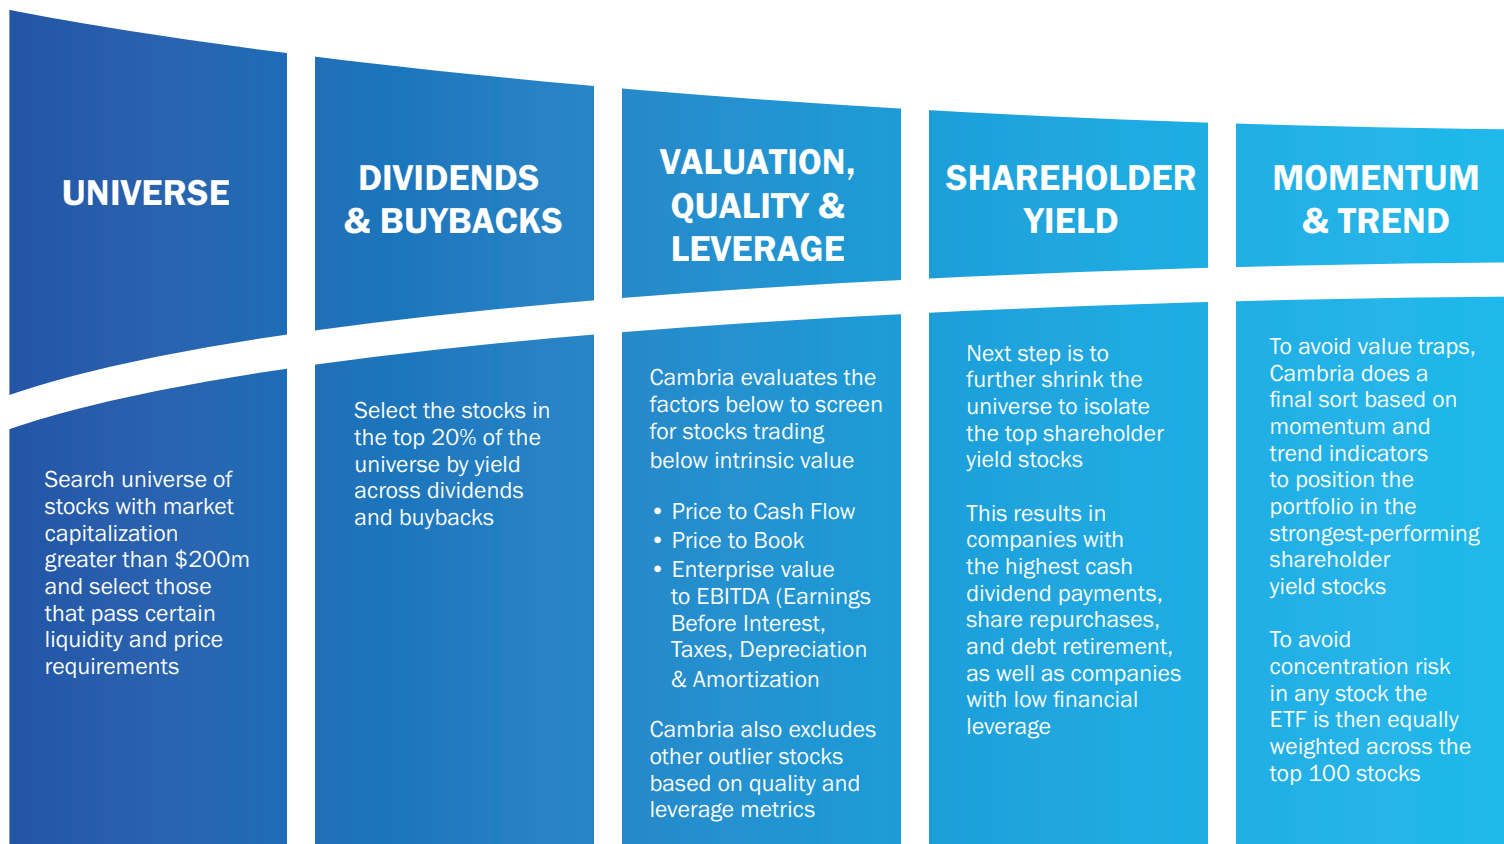 UNIVERSE
Search universe of
stocks with market
capitalization
greater than $200m
and select those
that pass certain
liquidity and price
requirements
DIVIDENDS
& BUYBACKS
Select the stocks in
the top 20% of the
universe by yield
across dividends
and buybacks
VALUATION,
QUALITY &
LEVERAGE
Cambria evaluates the
factors below to screen
for stocks trading
below intrinsic value
• Price to Cash Flow
• Price to Book
• Enterprise value
to EBITDA (Earnings
Before Interest,
Taxes, Depreciation
& Amortization
Cambria also excludes
other outlier stocks
based on quality and
leverage metrics
SHAREHOLDER
YIELD
Next step is to
further shrink the
universe to isolate
the top shareholder
yield stocks
This results in
companies with
the highest cash
dividend payments,
share repurchases,
and debt retirement,
as well as companies
with low financial
leverage
MOMENTUM
& TREND
To avoid value traps,
Cambria does a
final sort based on
momentum and
trend indicators
to position the
portfolio in the
strongest-performing
shareholder
yield stocks
To avoid
concentration risk
in any stock the
ETF is then equally
weighted across the
top 100 stocks